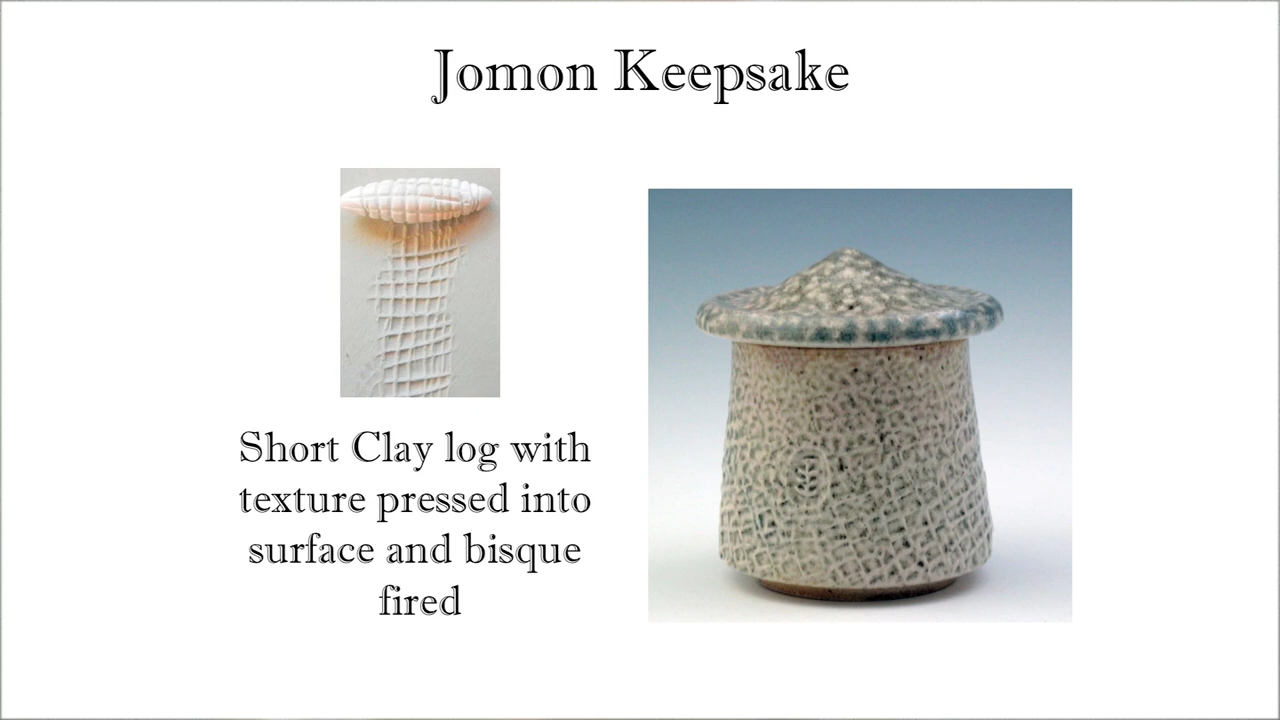 Jomon Keepsake
Short Clay log with
texture pressed into
surface and bisque
fired